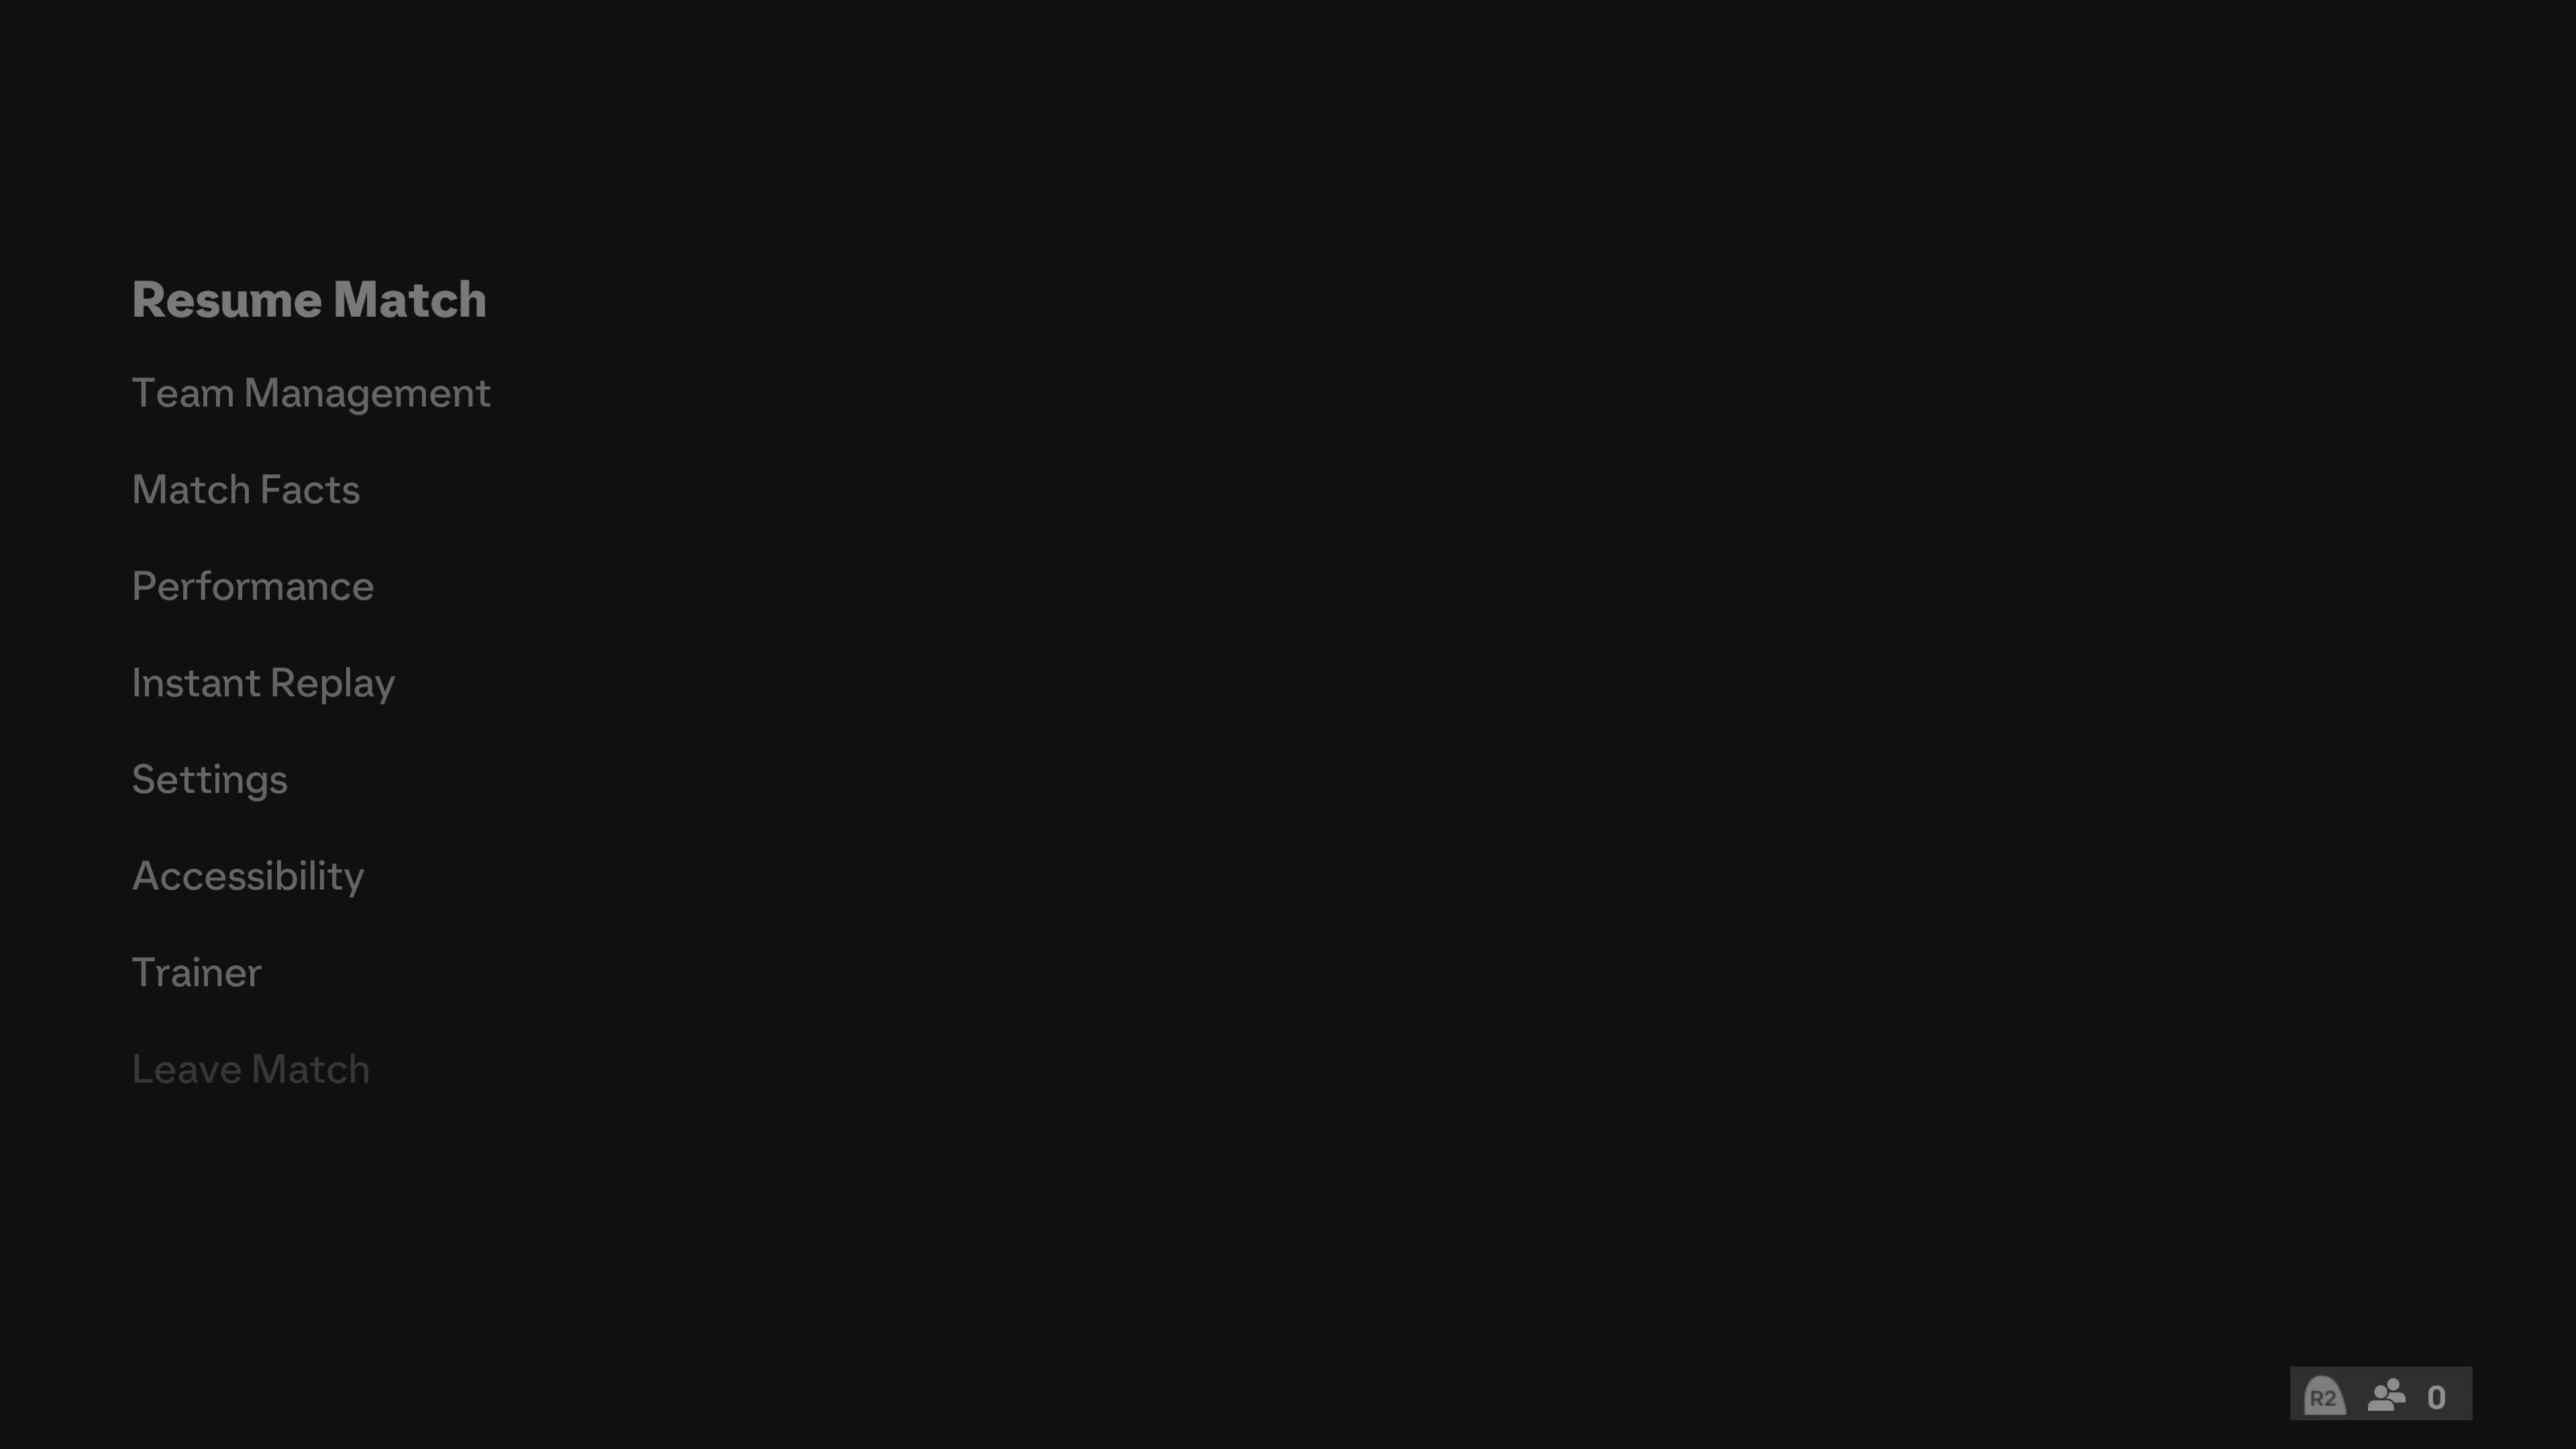 Resume Match
Team Management
Match Facts
Performance
Instant Replay
Settings
Accessibility
Trainer
Leave Match
R2 0